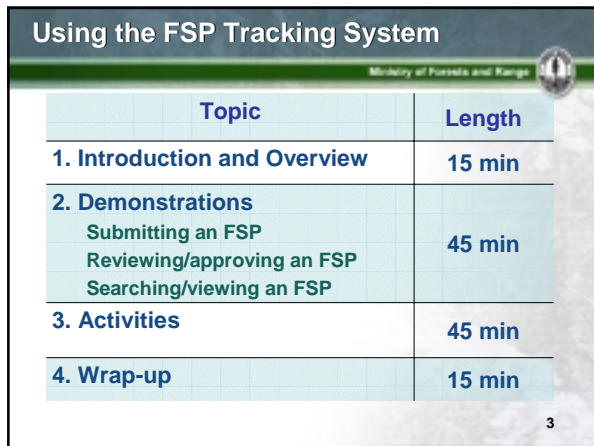 Using the FSP Tracking System
Ministry of Forests and Range
Topic Length
1. Introduction and Overview 15 min
2. Demonstrations
Submitting an FSP
Reviewing/approving an FSP
Searching/viewing an FSP
45 min
3. Activities 45 min
4. Wrap-up 15 min
3